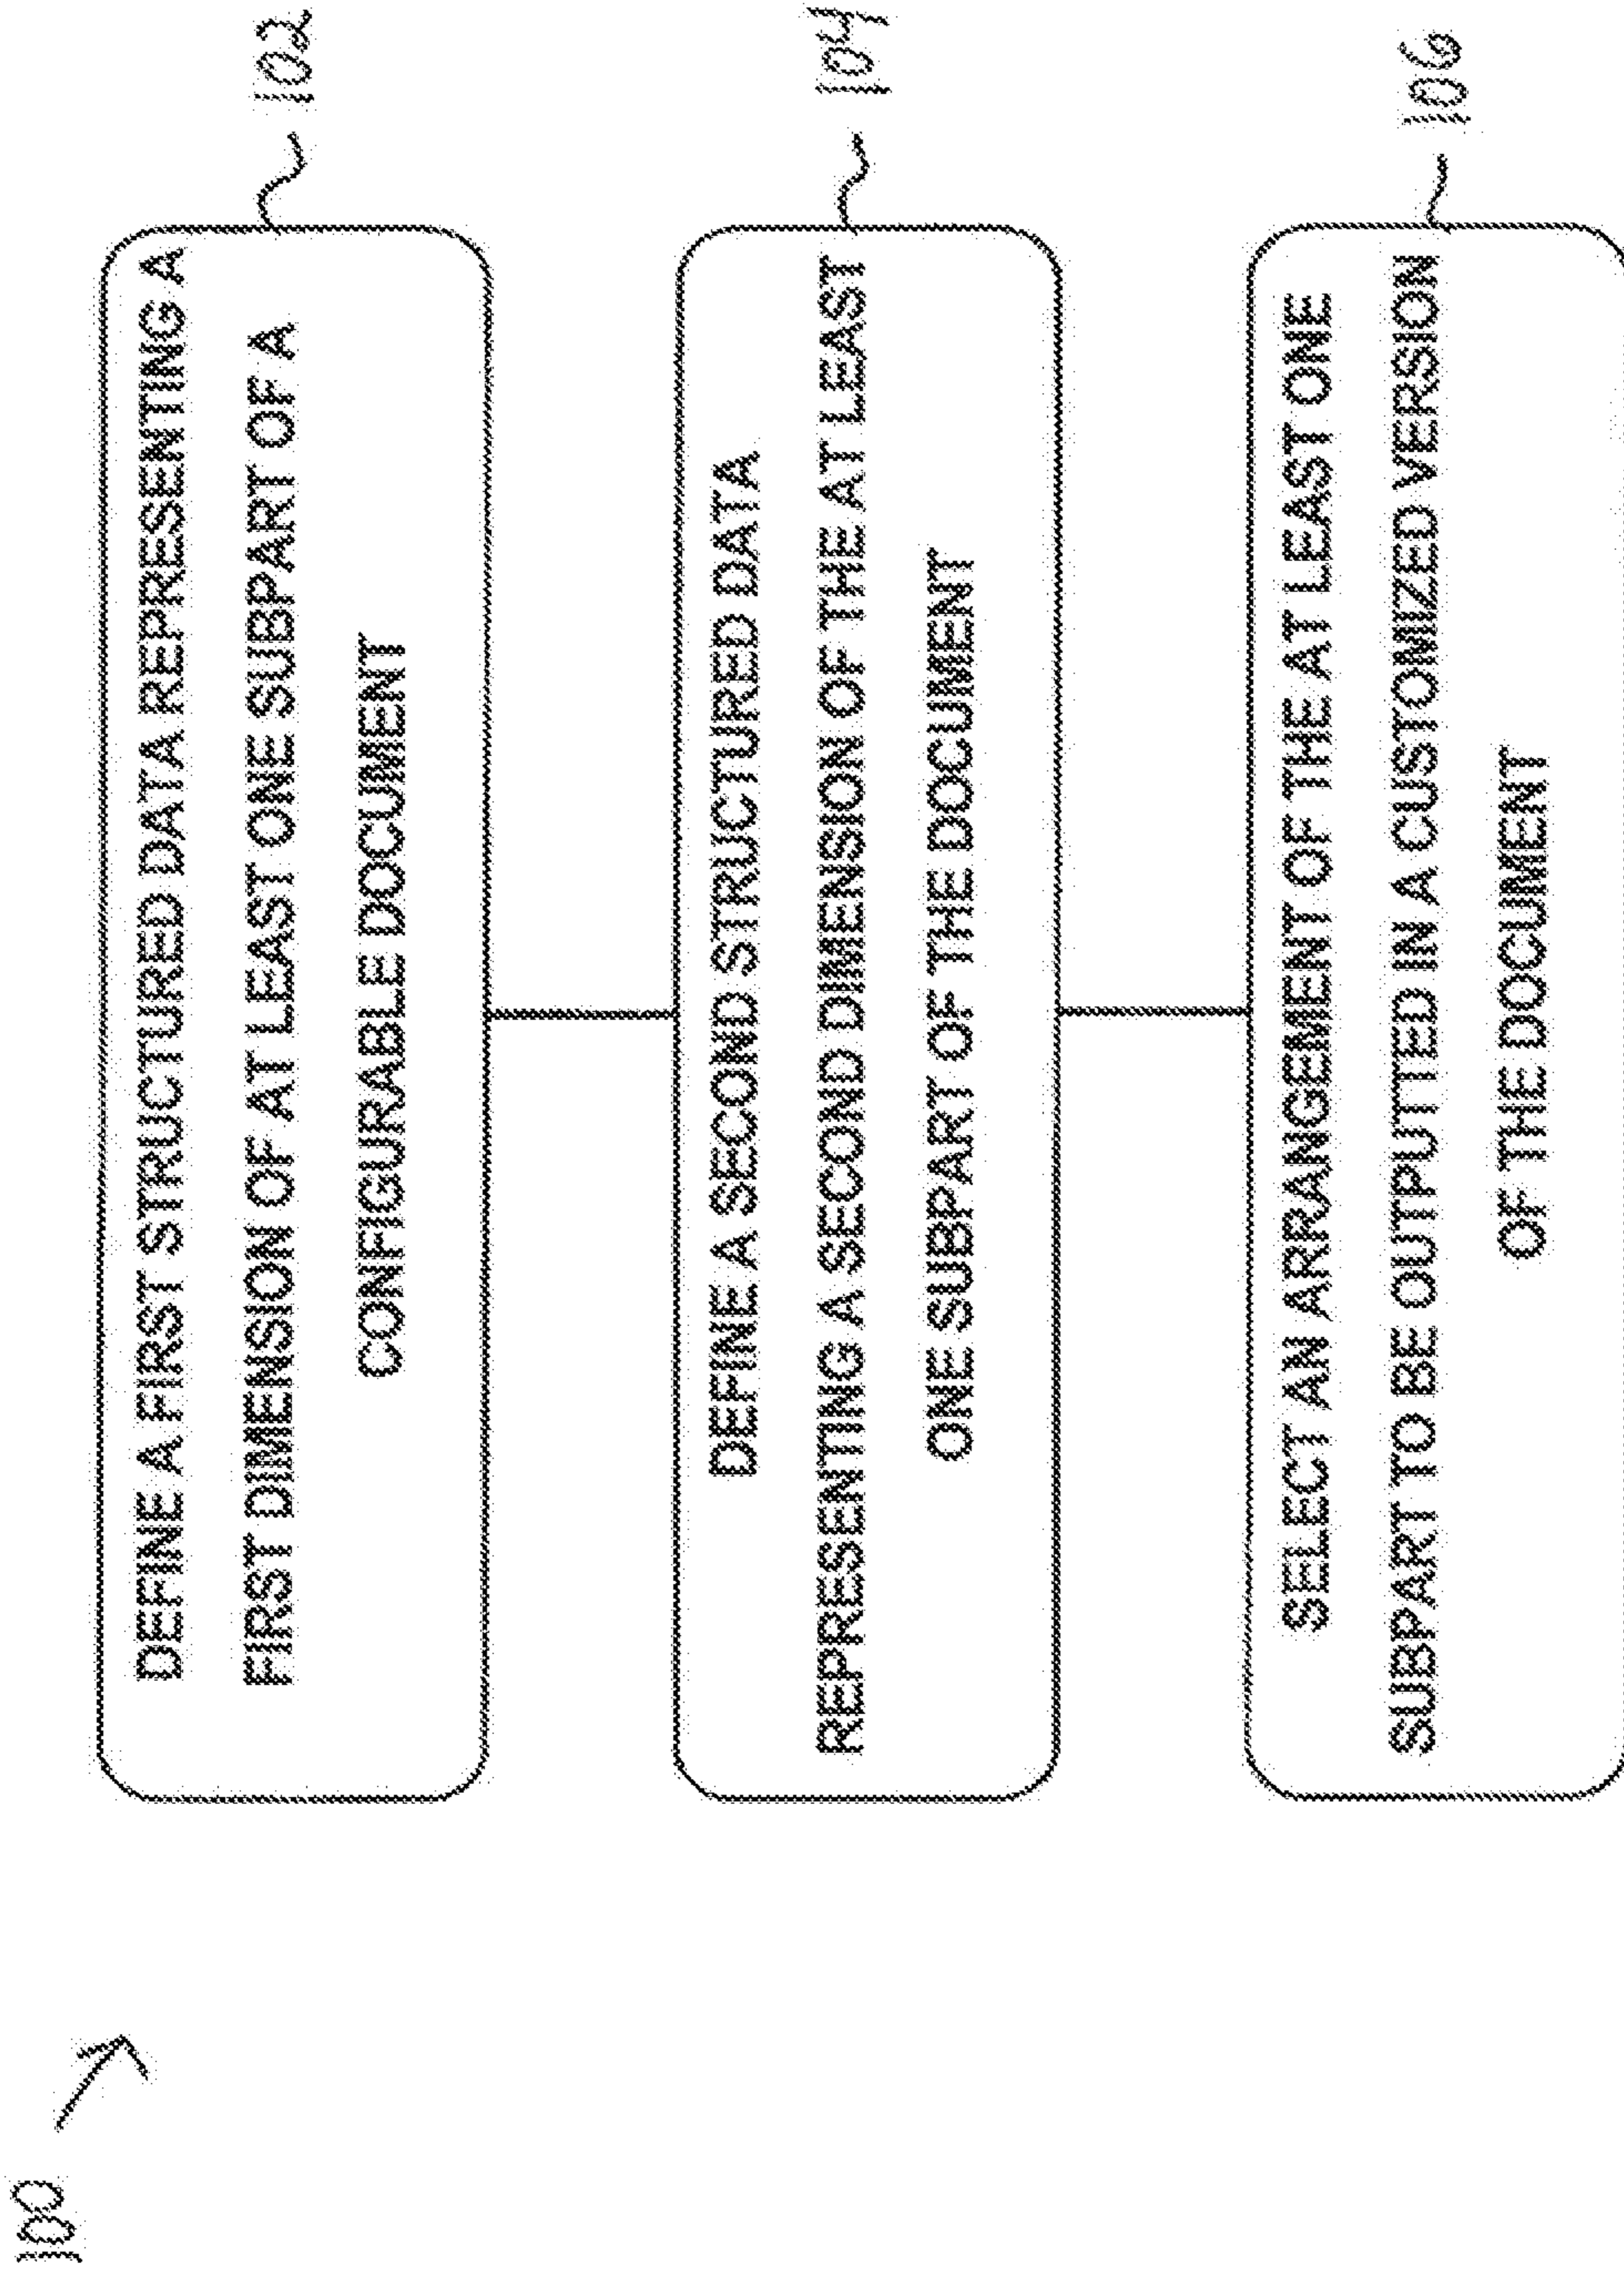 100
DEFINE A FIRST STRUCTURED DATA REPRESENTING A
FIRST DIMENSION OF AT LEAST ONE SUBPART OF A
CONFIGURABLE DOCUMENT
102
DEFINE A SECOND STRUCTURED DATA
REPRESENTING A SECOND DIMENSION OF THE AT LEAST
ONE SUBPART OF THE DOCUMENT
104
SELECT AN ARRANGEMENT OF THE AT LEAST ONE
SUBPART TO BE OUTPUTTED IN A CUSTOMIZED VERSION
OF THE DOCUMENT
106